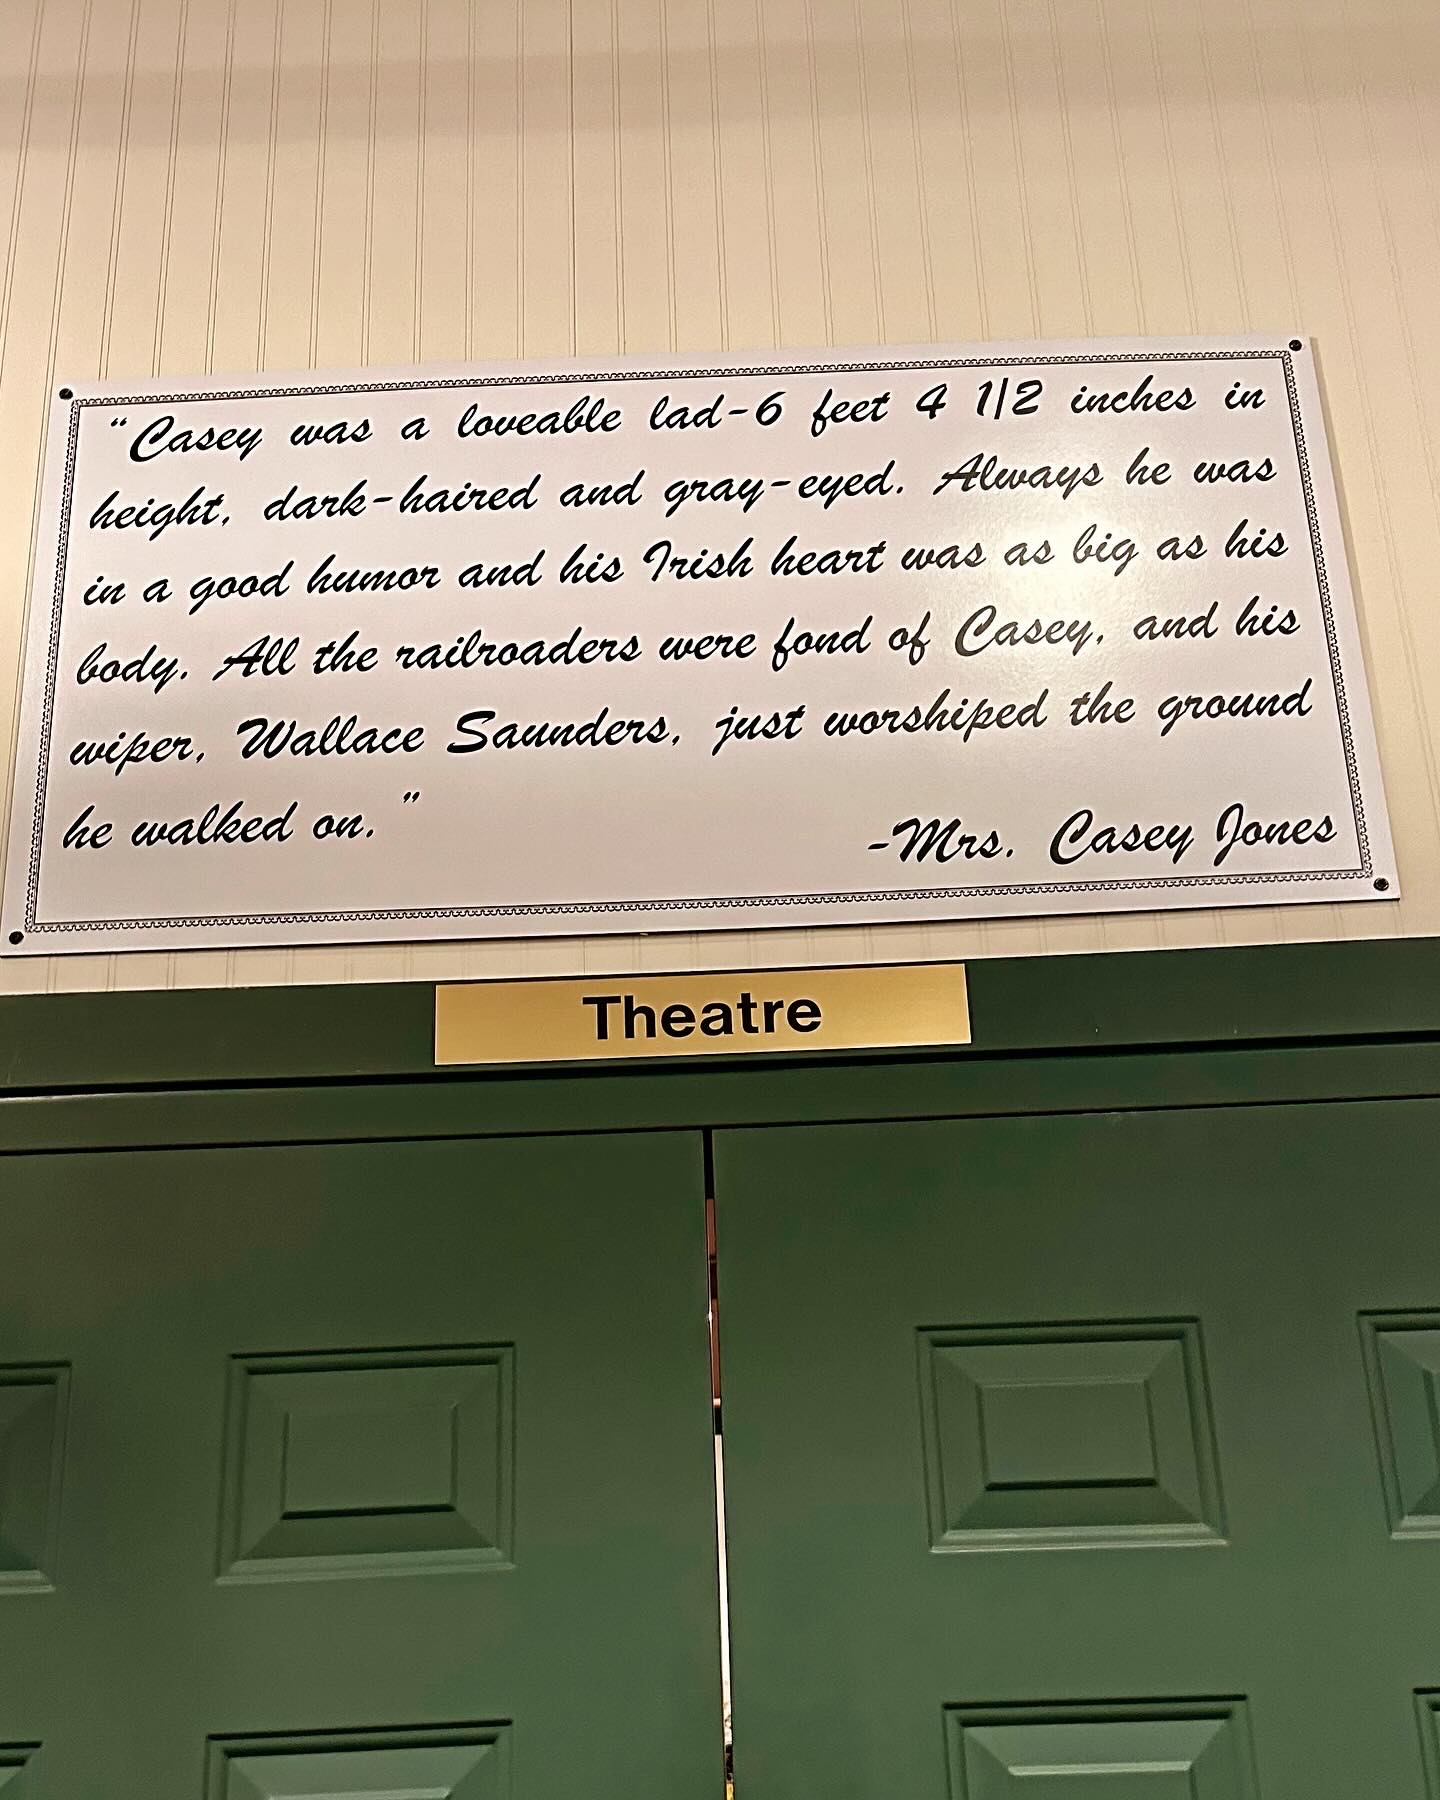 “Casey was a loveable lad-6 feet 4 1/2 inches in
height, dark-haired and gray-eyed. Always he was
in a good humor and his Irish heart was as big as his
body. All the railroaders were fond of Casey, and his
wiper, Wallace Saunders, just worshiped the ground
he walked on.”
-Mrs. Casey Jones
Theatre